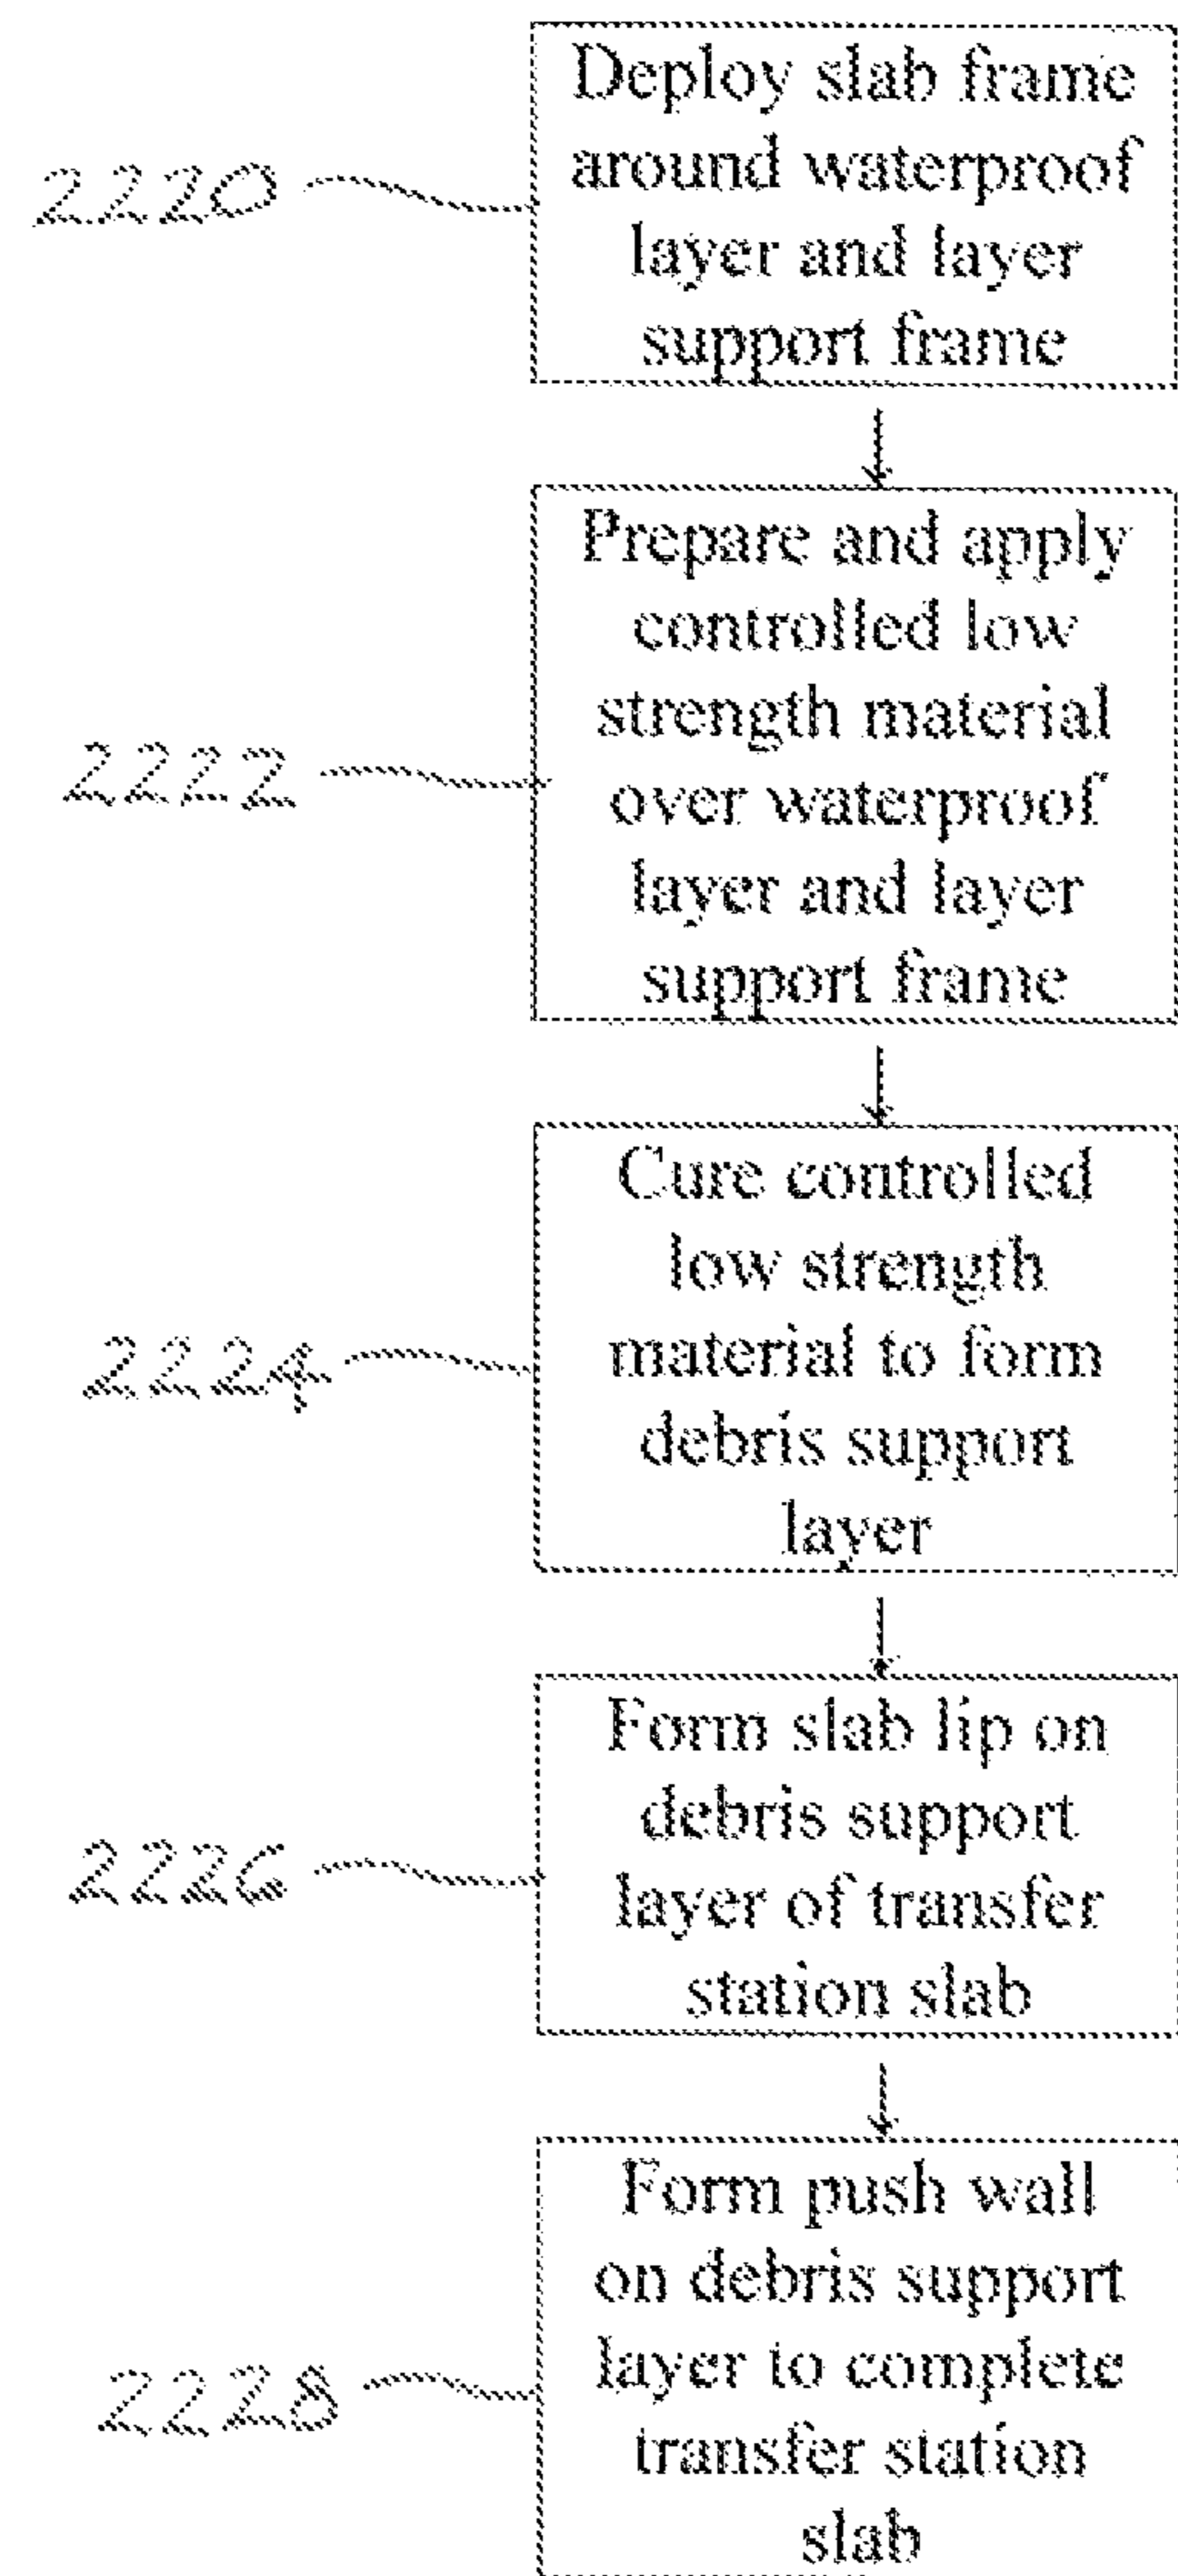 Deploy slab frame
around waterproof
layer and layer
support frame
2220
Prepare and apply
controlled low
strength material
over waterproof
layer and layer
support frame
2222
Cure controlled
low strength
material to form
debris support
layer
2224
Form slab lip on
debris support
layer of transfer
station slab
2226
Form push wall
on debris support
layer to complete
transfer station
slab
2228